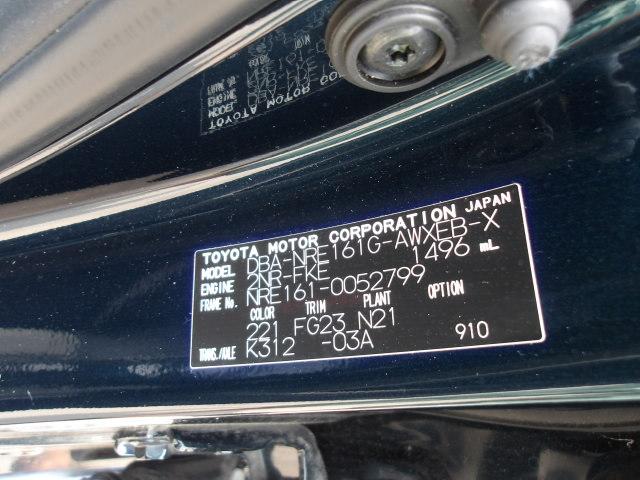 TOYOTA MOTOR CORPORATION JAPAN
MODEL DBA-NRE161G-AWXEB-X
ENGINE 2NR-FKE 1496 mL
FRAME No. NRE161-0052799
COLOR TRIM PLANT OPTION
221 FG23 N21
TRANS./AXLE K312 -03A 910